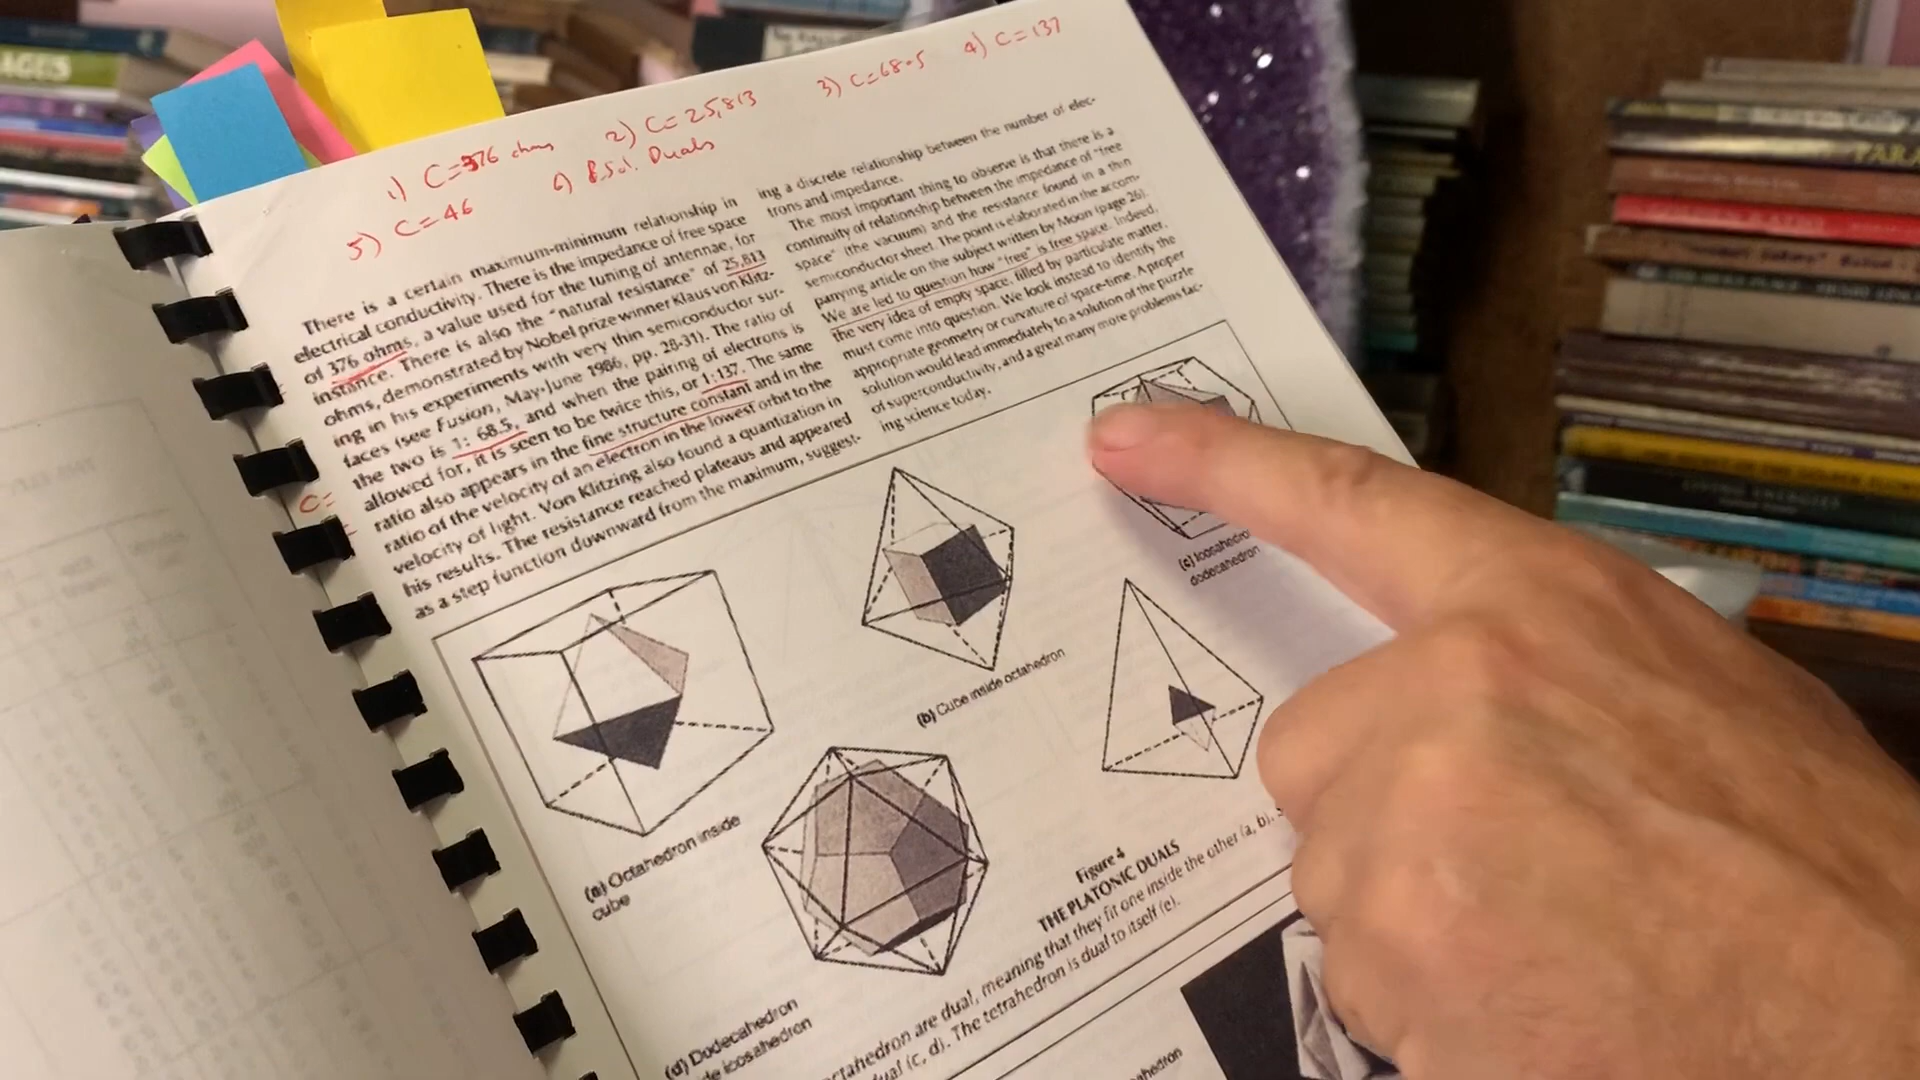 1) C=376 ohms
2) C=25,813
3) C=68.5
4) C=137
5) C=46
6) P.Sol. Duals
There is a certain maximum-minimum relationship in
electrical conductivity. There is the impedance of free space
of 376 ohms, a value used for the tuning of antennae, for
instance. There is also the "natural resistance" of 25,813
ohms, demonstrated by Nobel prize winner Klaus von Klitz-
ing in his experiments with very thin semiconductor sur-
faces (see Fusion, May-June 1986, pp. 28-31). The ratio of
the two is 1: 68.5, and when the pairing of electrons is
allowed for, it is seen to be twice this, or 1:137. The same
ratio also appears in the fine structure constant and in the
ratio of the velocity of an electron in the lowest orbit to the
velocity of light. Von Klitzing also found a quantization in
his results. The resistance reached plateaus and appeared
as a step function downward from the maximum, suggest-
C=
ing a discrete relationship between the number of elec-
trons and impedance.
The most important thing to observe is that there is a
continuity of relationship between the impedance of "free
space" (the vacuum) and the resistance found in a thin
semiconductor sheet. The point is elaborated in the accom-
panying article on the subject written by Moon (page 26).
We are led to question how "free" is free space. Indeed,
the very idea of empty space, filled by particulate matter,
must come into question. We look instead to identify the
appropriate geometry or curvature of space-time. A proper
solution would lead immediately to a solution of the puzzle
of superconductivity, and a great many more problems fac-
ing science today.
(a) Octahedron inside
cube
(b) Cube inside octahedron
(c) Icosahedron
dodecahedron
(d) Dodecahedron
icosahedron
Figure 4
THE PLATONIC DUALS
octahedron are dual, meaning that they fit one inside the other (a, b).
dual (c, d). The tetrahedron is dual to itself (e).
AGES
TARA